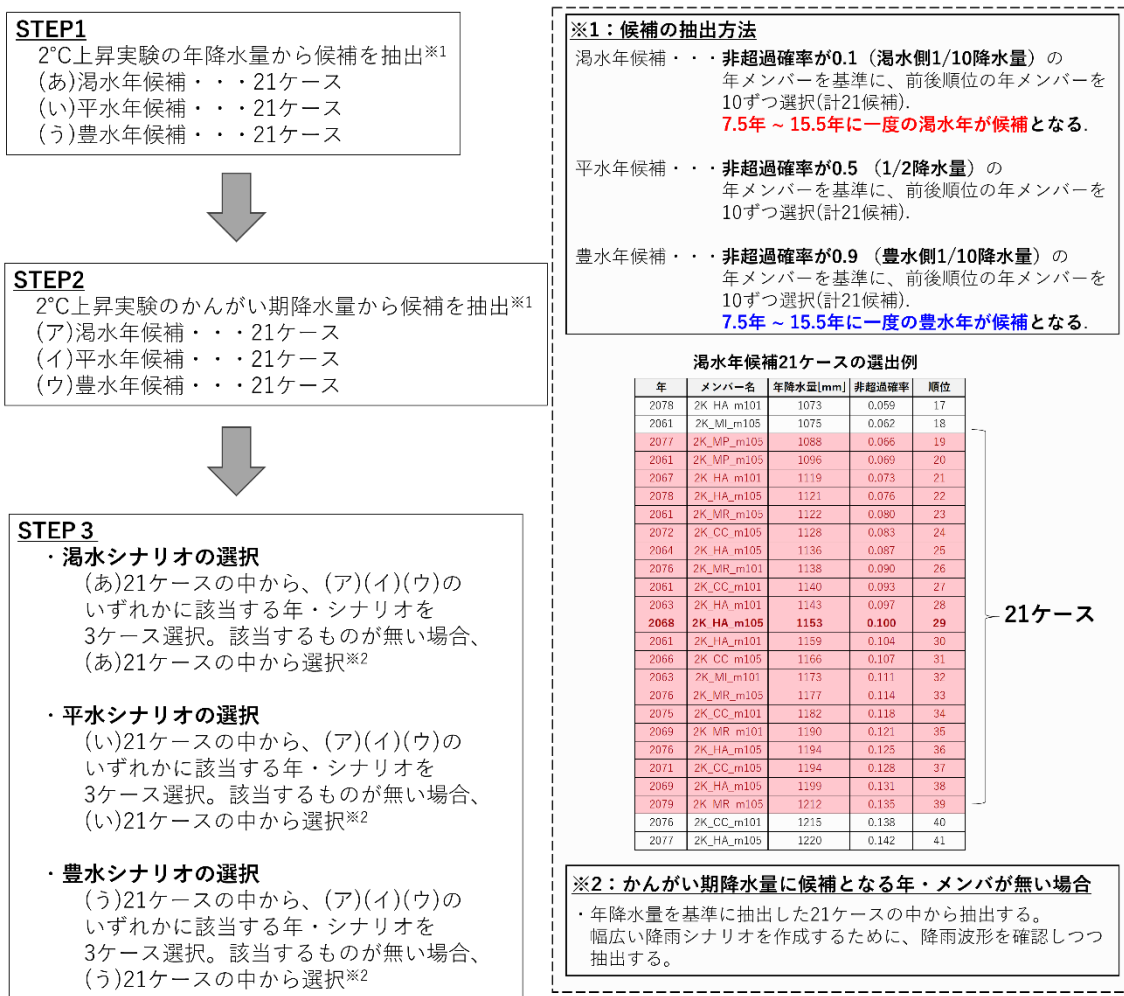 STEP1
2℃上昇実験の年降水量から候補を抽出※1
(あ)渇水年候補・・・21ケース
(い)平水年候補・・・21ケース
(う)豊水年候補・・・21ケース
STEP2
2℃上昇実験のかんがい期降水量から候補を抽出※1
(ア)渇水年候補・・・21ケース
(イ)平水年候補・・・21ケース
(ウ)豊水年候補・・・21ケース
STEP 3
・渇水シナリオの選択
(あ)21ケースの中から、(ア)(イ)(ウ)の
いずれかに該当する年・シナリオを
3ケース選択。該当するものが無い場合、
(あ)21ケースの中から選択※2
・平水シナリオの選択
(い)21ケースの中から、(ア)(イ)(ウ)の
いずれかに該当する年・シナリオを
3ケース選択。該当するものが無い場合、
(い)21ケースの中から選択※2
・豊水シナリオの選択
(う)21ケースの中から、(ア)(イ)(ウ)の
いずれかに該当する年・シナリオを
3ケース選択。該当するものが無い場合、
(う)21ケースの中から選択※2
※1：候補の抽出方法
渇水年候補・・・非超過確率が0.1（渇水側1/10降水量）の
年メンバーを基準に、前後順位の年メンバーを
10ずつ選択(計21候補).
7.5年 ~ 15.5年に一度の渇水年が候補となる.
平水年候補・・・非超過確率が0.5 （1/2降水量）の
年メンバーを基準に、前後順位の年メンバーを
10ずつ選択(計21候補).
豊水年候補・・・非超過確率が0.9 （豊水側1/10降水量）の
年メンバーを基準に、前後順位の年メンバーを
10ずつ選択(計21候補).
7.5年 ~ 15.5年に一度の豊水年が候補となる.
渇水年候補21ケースの選出例
年 メンバー名 年降水量[mm] 非超過確率 順位
2078 2K_HA_m101 1073 0.059 17
2061 2K_MI_m105 1075 0.062 18
2077 2K_MP_m105 1088 0.066 19
2061 2K_MP_m105 1096 0.069 20
2067 2K_HA_m101 1119 0.073 21
2078 2K_HA_m105 1121 0.076 22
2061 2K_MR_m105 1122 0.080 23
2072 2K_CC_m105 1128 0.083 24
2064 2K_HA_m105 1136 0.087 25
2076 2K_MR_m101 1138 0.090 26
2061 2K_CC_m101 1140 0.093 27
2063 2K_HA_m101 1143 0.097 28
2068 2K_HA_m105 1153 0.100 29
2061 2K_HA_m101 1159 0.104 30
2066 2K_CC_m105 1166 0.107 31
2063 2K_MI_m101 1173 0.111 32
2076 2K_MR_m105 1177 0.114 33
2075 2K_CC_m101 1182 0.118 34
2069 2K_MR_m101 1190 0.121 35
2076 2K_HA_m105 1194 0.125 36
2071 2K_CC_m105 1194 0.128 37
2069 2K_HA_m105 1199 0.131 38
2079 2K_MR_m105 1212 0.135 39
2076 2K_CC_m101 1215 0.138 40
2077 2K_HA_m105 1220 0.142 41
21ケース
※2：かんがい期降水量に候補となる年・メンバが無い場合
・年降水量を基準に抽出した21ケースの中から抽出する。
幅広い降雨シナリオを作成するために、降雨波形を確認しつつ
抽出する。